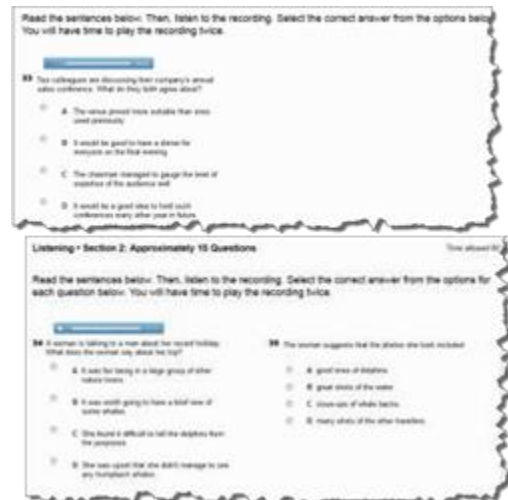 Read the sentences below. Then, listen to the recording. Select the correct answer from the options below
You will have time to play the recording twice.
33 Two colleagues are discussing their company's annual
sales conference. What do they both agree about?
A The venue proved more suitable than ones
used previously
B It would be good to have a dinner for
everyone on the final evening
C The chairman managed to gauge the level of
expertise of the audience well
D It would be a good idea to hold such
conferences every other year in future
Listening • Section 2: Approximately 15 Questions
Time allowed
Read the sentences below. Then, listen to the recording. Select the correct answer from the options for
each question below. You will have time to play the recording twice.
34 A woman is talking to a man about her recent holiday.
What does the woman say about her trip?
A It was fun being in a large group of other
nature lovers
B It was worth going to have a brief view of
some whales
C She found it difficult to tell the dolphins from
the porpoises
D She was upset that she didn't manage to see
any humpback whales
The woman suggests that the photos she took included
A good ones of dolphins
B great shots of the water
C close-ups of whale backs
D many shots of the other travellers